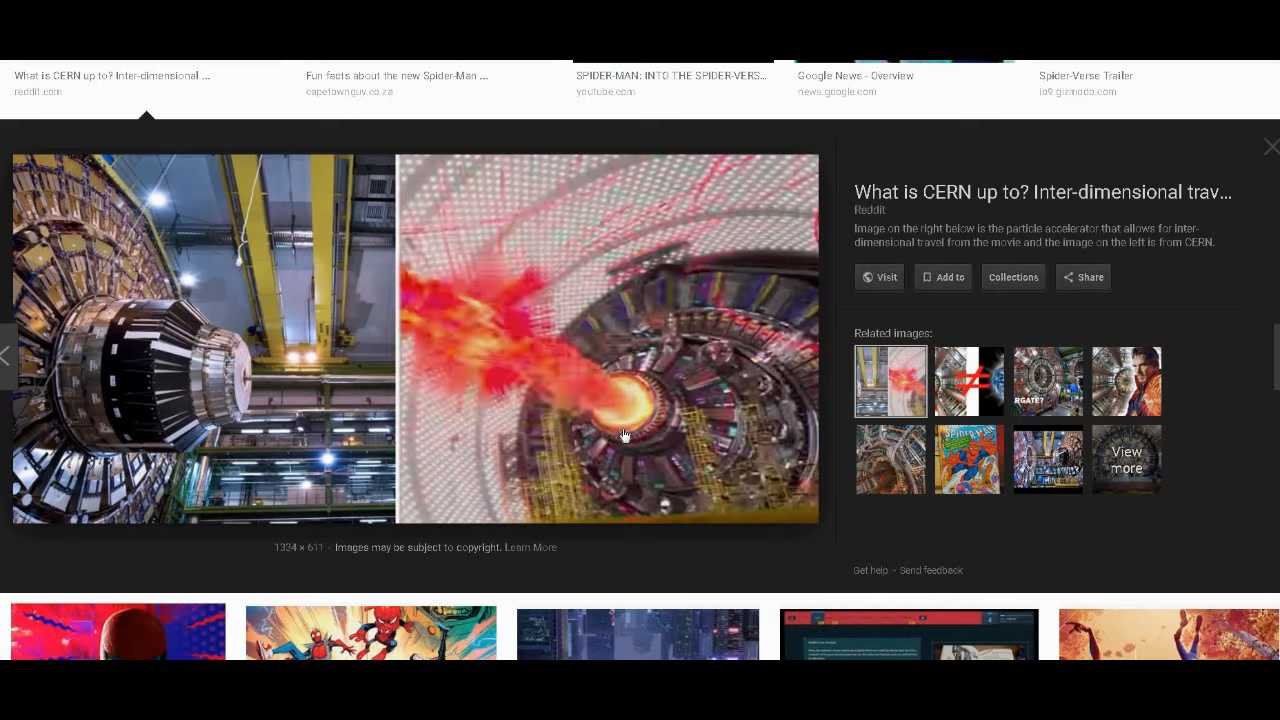 What is CERN up to? Inter-dimensional ...
reddit.com
Fun facts about the new Spider-Man ...
capetownguy.co.za
SPIDER-MAN: INTO THE SPIDER-VERS...
youtube.com
Google News - Overview
news.google.com
Spider-Verse Trailer
io9.gizmodo.com
What is CERN up to? Inter-dimensional trav...
Reddit
Image on the right below is the particle accelerator that allows for inter-
dimensional travel from the movie and the image on the left is from CERN.
Visit
Add to
Collections
Share
Related images:
RGATE?
SPIDER-MAN
View
more
1334 × 611 - Images may be subject to copyright. Learn More
Get help - Send feedback